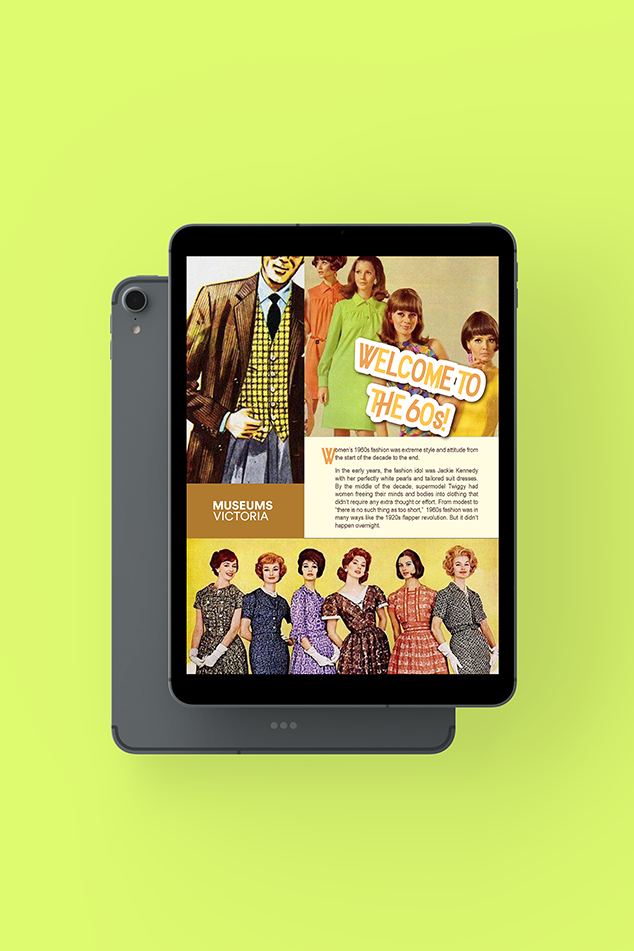 WELCOME TO
THE 60s!
Women's 1960s fashion was extreme style and attitude from
the start of the decade to the end.
In the early years, the fashion idol was Jackie Kennedy
with her perfectly white pearls and tailored suit dresses.
By the middle of the decade, supermodel Twiggy had
women freeing their minds and bodies into clothing that
didn't require any extra thought or effort. From modest to
"there is no such thing as too short," 1960s fashion was in
many ways like the 1920s flapper revolution. But it didn't
happen overnight.
MUSEUMS
VICTORIA